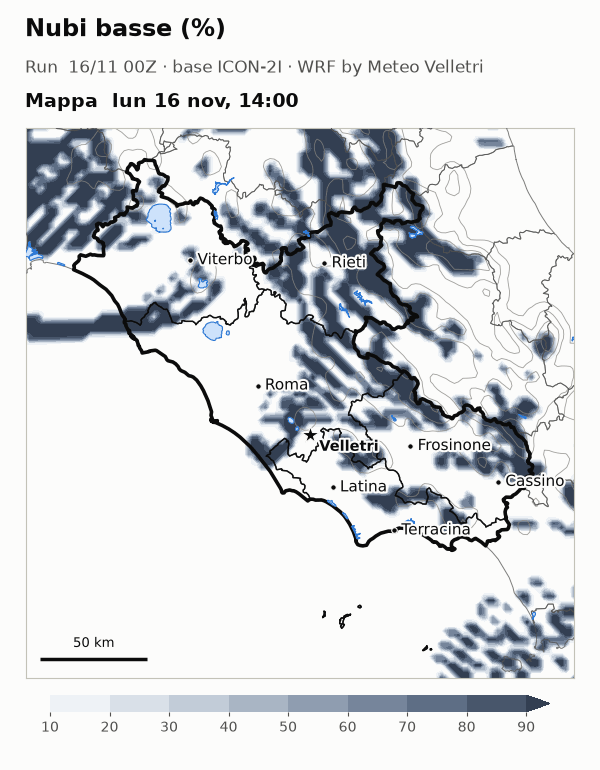 Nubi basse (%)
Run 16/11 00Z · base ICON-2I · WRF by Meteo Velletri
Mappa lun 16 nov, 14:00
Viterbo
Rieti
Roma
Velletri
Frosinone
Latina
Cassino
Terracina
50 km
10 20 30 40 50 60 70 80 90